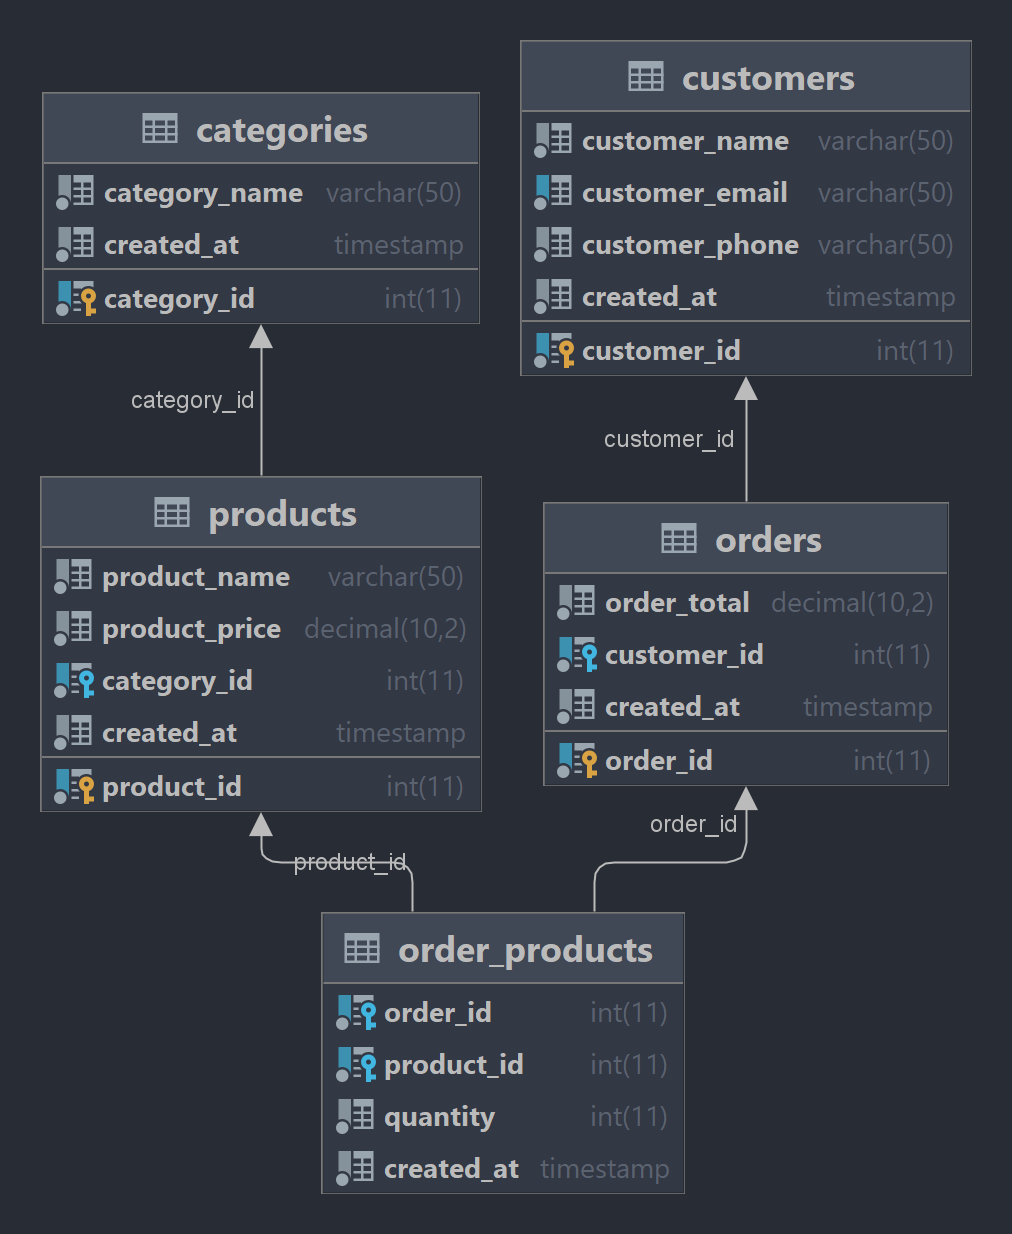 customers
customer_name varchar(50)
customer_email varchar(50)
customer_phone varchar(50)
created_at timestamp
customer_id int(11)
categories
category_name varchar(50)
created_at timestamp
category_id int(11)
category_id
customer_id
products
product_name varchar(50)
product_price decimal(10,2)
category_id int(11)
created_at timestamp
product_id int(11)
orders
order_total decimal(10,2)
customer_id int(11)
created_at timestamp
order_id int(11)
product_id
order_id
order_products
order_id int(11)
product_id int(11)
quantity int(11)
created_at timestamp